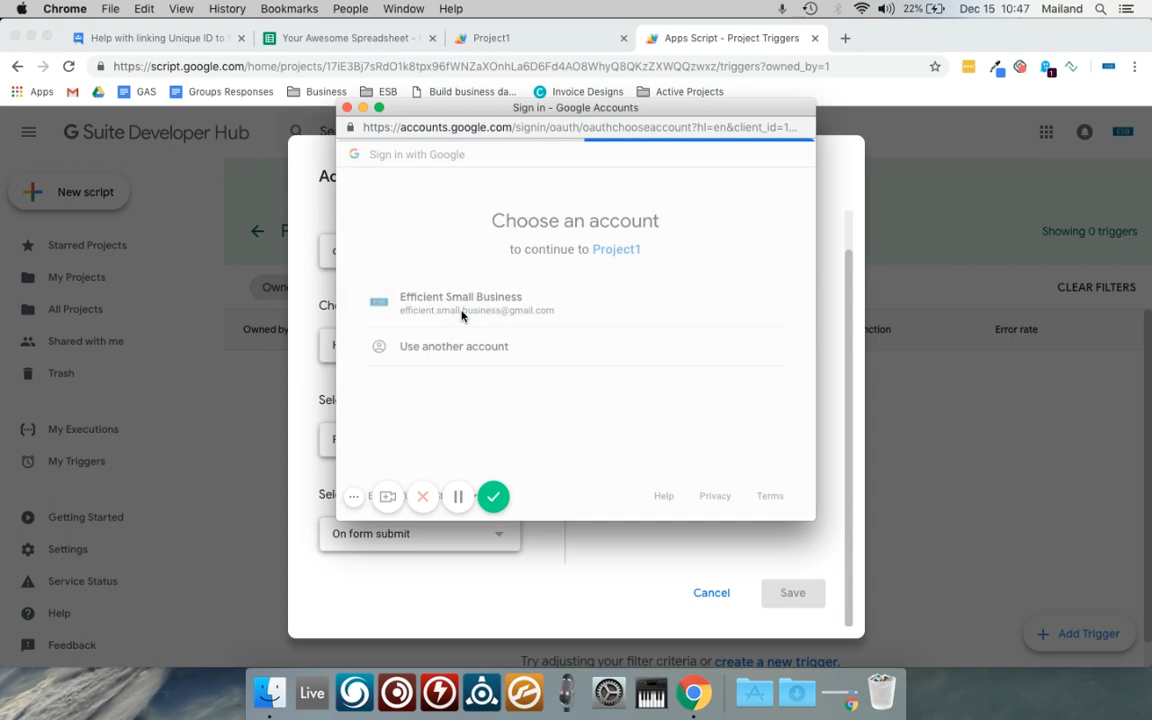 Chrome File Edit View History Bookmarks People Window Help 22% Dec 15 10:47 Mailand
Help with linking Unique ID to t Your Awesome Spreadsheet - Project1 Apps Script - Project Triggers
https://script.google.com/home/projects/17iE3Bj7sRdO1k8tpx96fWNZaXOnhLa6D6Fd4AO8WhyQ8QKzZXWQQzwxz/triggers?owned_by=1
Apps GAS Groups Responses Business ESB Build business da... Invoice Designs Active Projects
Sign in - Google Accounts
https://accounts.google.com/signin/oauth/oauthchooseaccount?hl=en&client_id=1...
G Suite Developer Hub
Sign in with Google
New script
Choose an account
to continue to Project1
Showing 0 triggers
Starred Projects
My Projects
All Projects
Shared with me
Trash
My Executions
My Triggers
Getting Started
Settings
Service Status
Help
Feedback
CLEAR FILTERS
Owned by
Error rate
Efficient Small Business
efficient.small.business@gmail.com
Use another account
Help Privacy Terms
On form submit
Cancel Save
Add Trigger
Try adjusting your filter criteria or create a new trigger.
Live